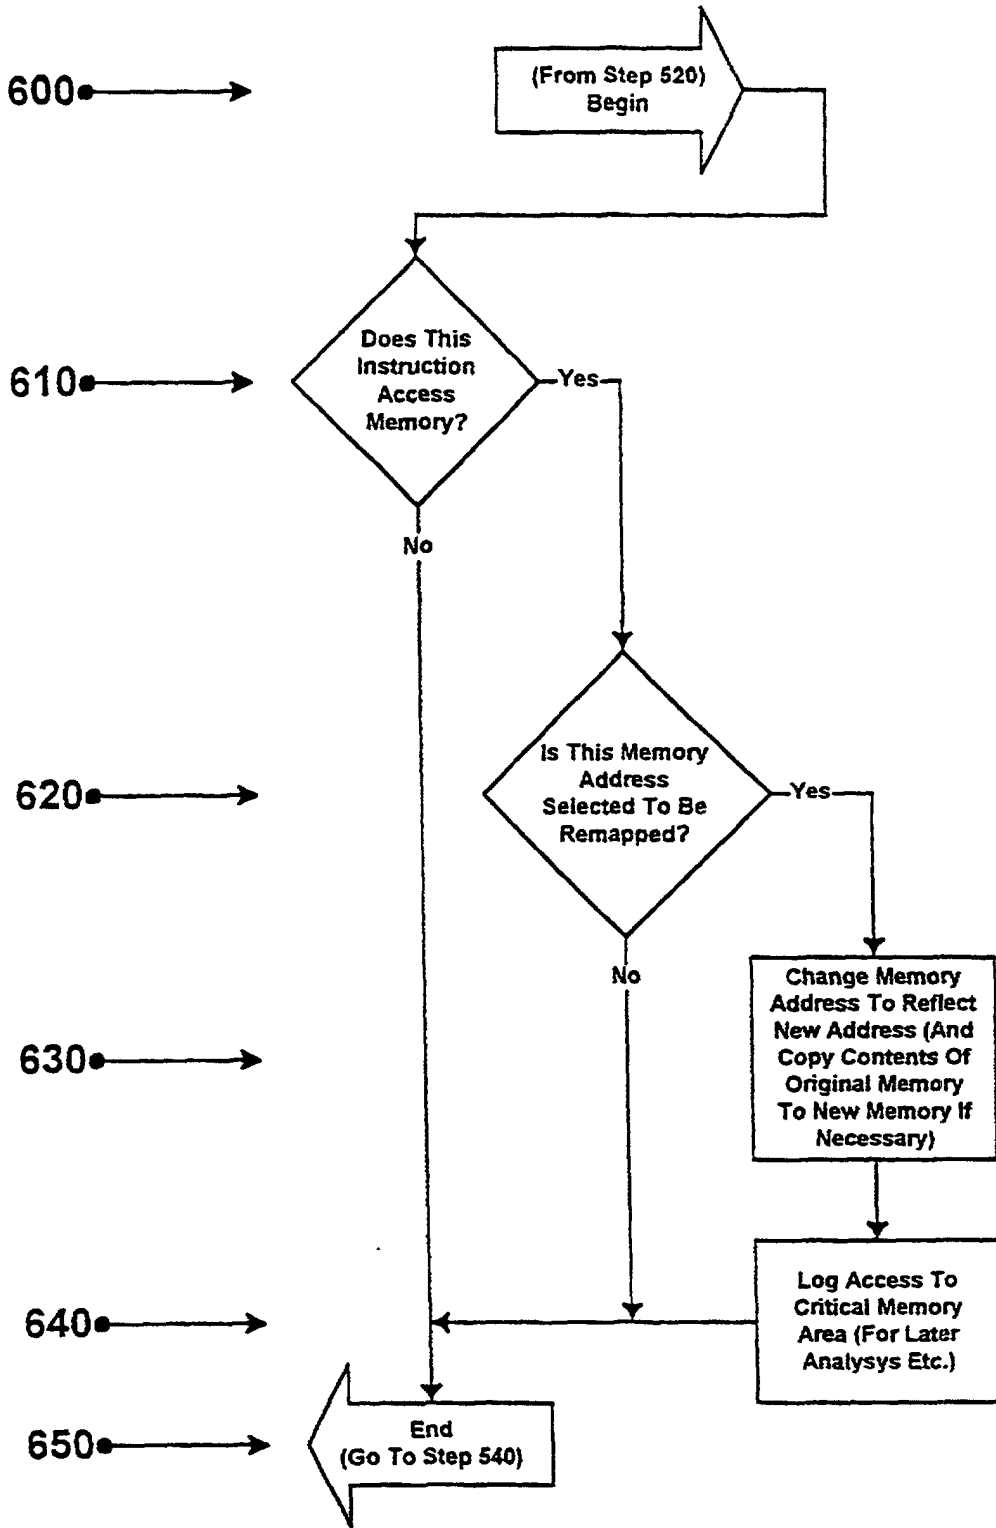 600
(From Step 520)
Begin
610
Does This
Instruction
Access
Memory?
Yes
No
620
Is This Memory
Address
Selected To Be
Remapped?
Yes
No
630
Change Memory
Address To Reflect
New Address (And
Copy Contents Of
Original Memory
To New Memory If
Necessary)
640
Log Access To
Critical Memory
Area (For Later
Analysys Etc.)
650
End
(Go To Step 540)